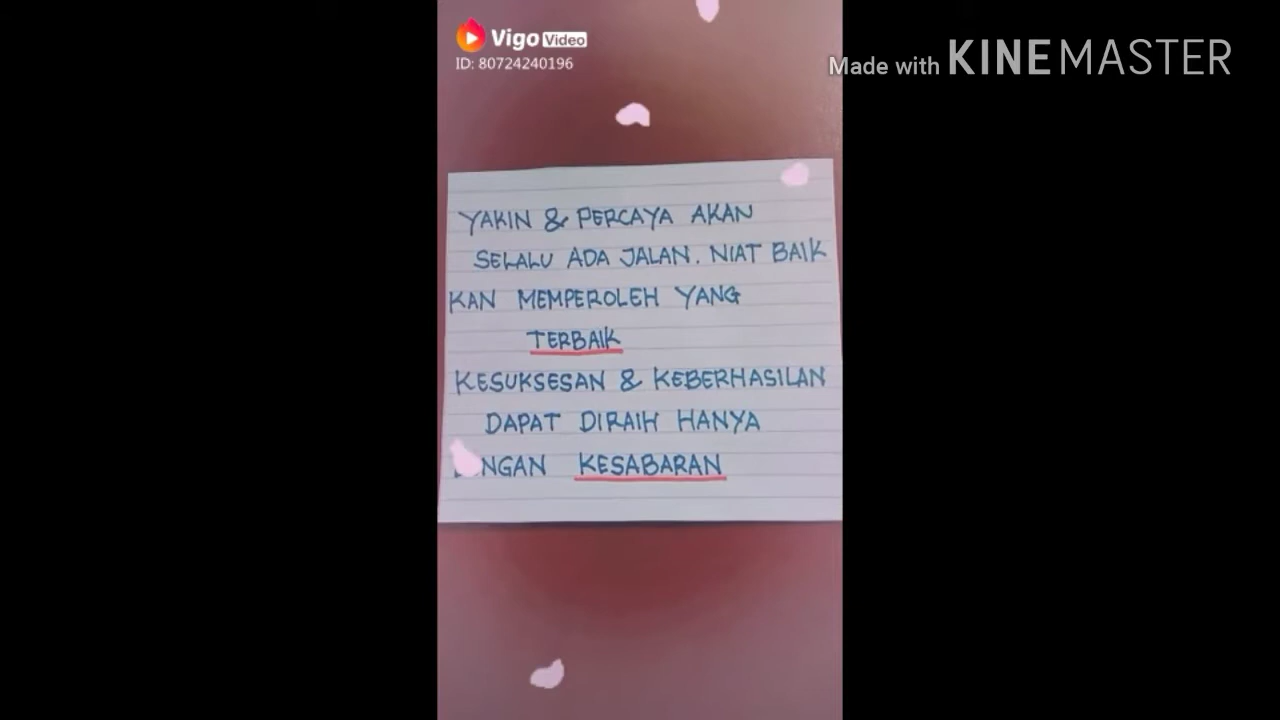 Vigo Video
ID: 80724240196
Made with KINEMASTER
YAKIN & PERCAYA AKAN
SELALU ADA JALAN. NIAT BAIK
KAN MEMPEROLEH YANG
TERBAIK
KESUKSESAN & KEBERHASILAN
DAPAT DIRAIH HANYA
KESABARAN